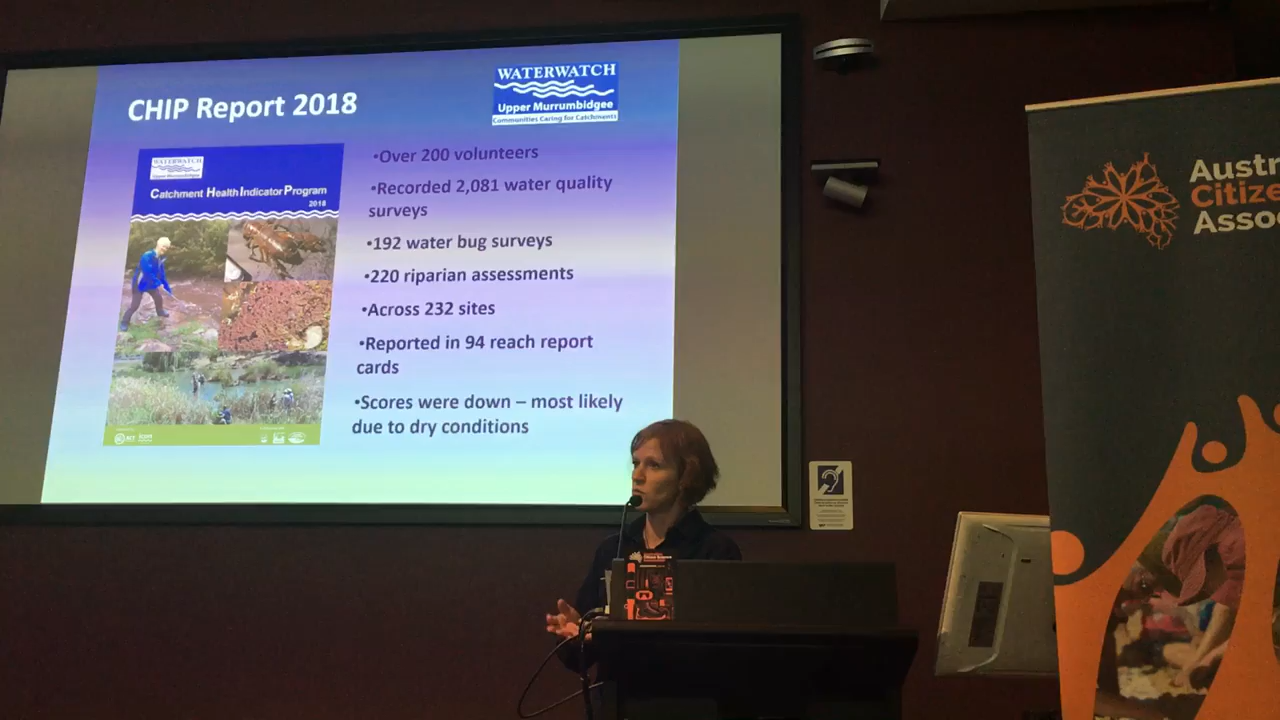 CHIP Report 2018
WATERWATCH
Upper Murrumbidgee
Communities Caring for Catchments
WATERWATCH
Catchment Health Indicator Program
2018
•Over 200 volunteers
•Recorded 2,081 water quality
surveys
•192 water bug surveys
•220 riparian assessments
•Across 232 sites
•Reported in 94 reach report
cards
•Scores were down – most likely
due to dry conditions
Austr
Citize
Asso